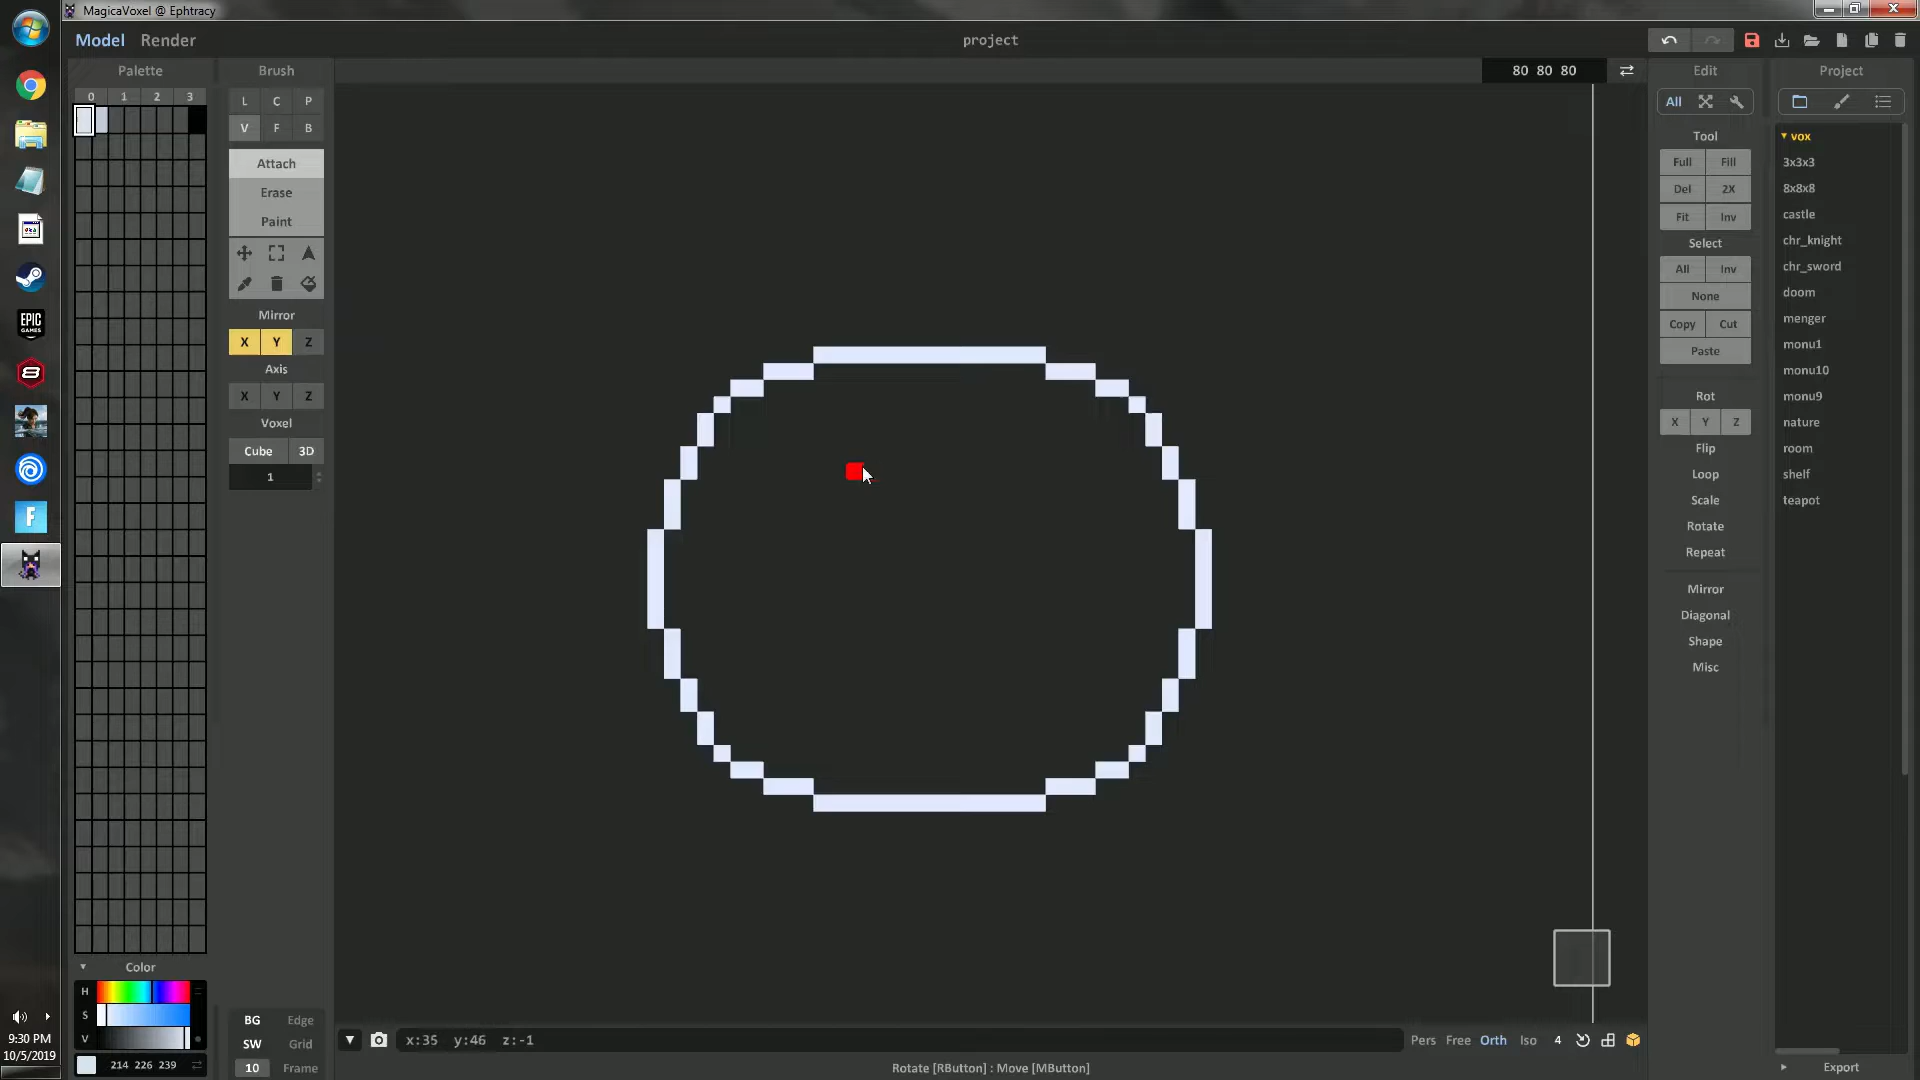 MagicaVoxel @ Ephtracy
Model Render
project
Palette
Brush
80 80 80
Edit
Project
0 1 2 3
L C P
V F B
All
Attach
Erase
Paint
Tool
Full Fill
Del 2X
Fit Inv
Select
All Inv
None
Copy Cut
Paste
vox
3x3x3
8x8x8
castle
chr_knight
chr_sword
doom
menger
monu1
monu10
monu9
nature
room
shelf
teapot
Mirror
X Y Z
Axis
X Y Z
Voxel
Cube 3D
1
Rot
X Y Z
Flip
Loop
Scale
Rotate
Repeat
Mirror
Diagonal
Shape
Misc
EPIC
GAMES
Color
H
S
V
214 226 239
BG Edge
SW Grid
10 Frame
9:30 PM
10/5/2019
x:35 y:46 z:-1
Pers Free Orth Iso 4
Rotate [RButton] : Move [MButton]
Export